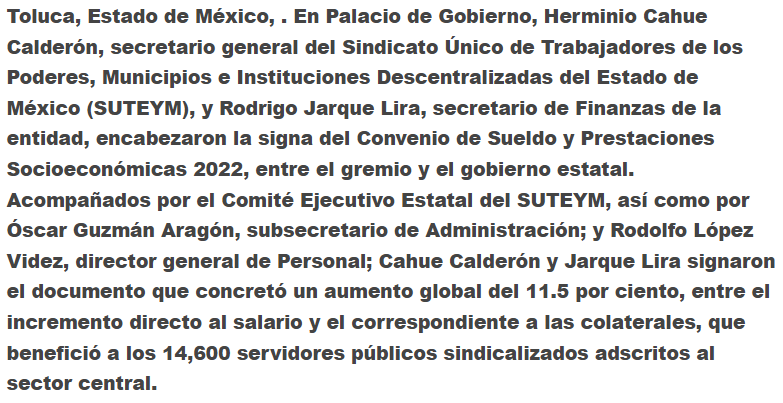 Toluca, Estado de México, . En Palacio de Gobierno, Herminio Cahue
Calderón, secretario general del Sindicato Único de Trabajadores de los
Poderes, Municipios e Instituciones Descentralizadas del Estado de
México (SUTEYM), y Rodrigo Jarque Lira, secretario de Finanzas de la
entidad, encabezaron la signa del Convenio de Sueldo y Prestaciones
Socioeconómicas 2022, entre el gremio y el gobierno estatal.
Acompañados por el Comité Ejecutivo Estatal del SUTEYM, así como por
Óscar Guzmán Aragón, subsecretario de Administración; y Rodolfo López
Videz, director general de Personal; Cahue Calderón y Jarque Lira signaron
el documento que concretó un aumento global del 11.5 por ciento, entre el
incremento directo al salario y el correspondiente a las colaterales, que
benefició a los 14,600 servidores públicos sindicalizados adscritos al
sector central.